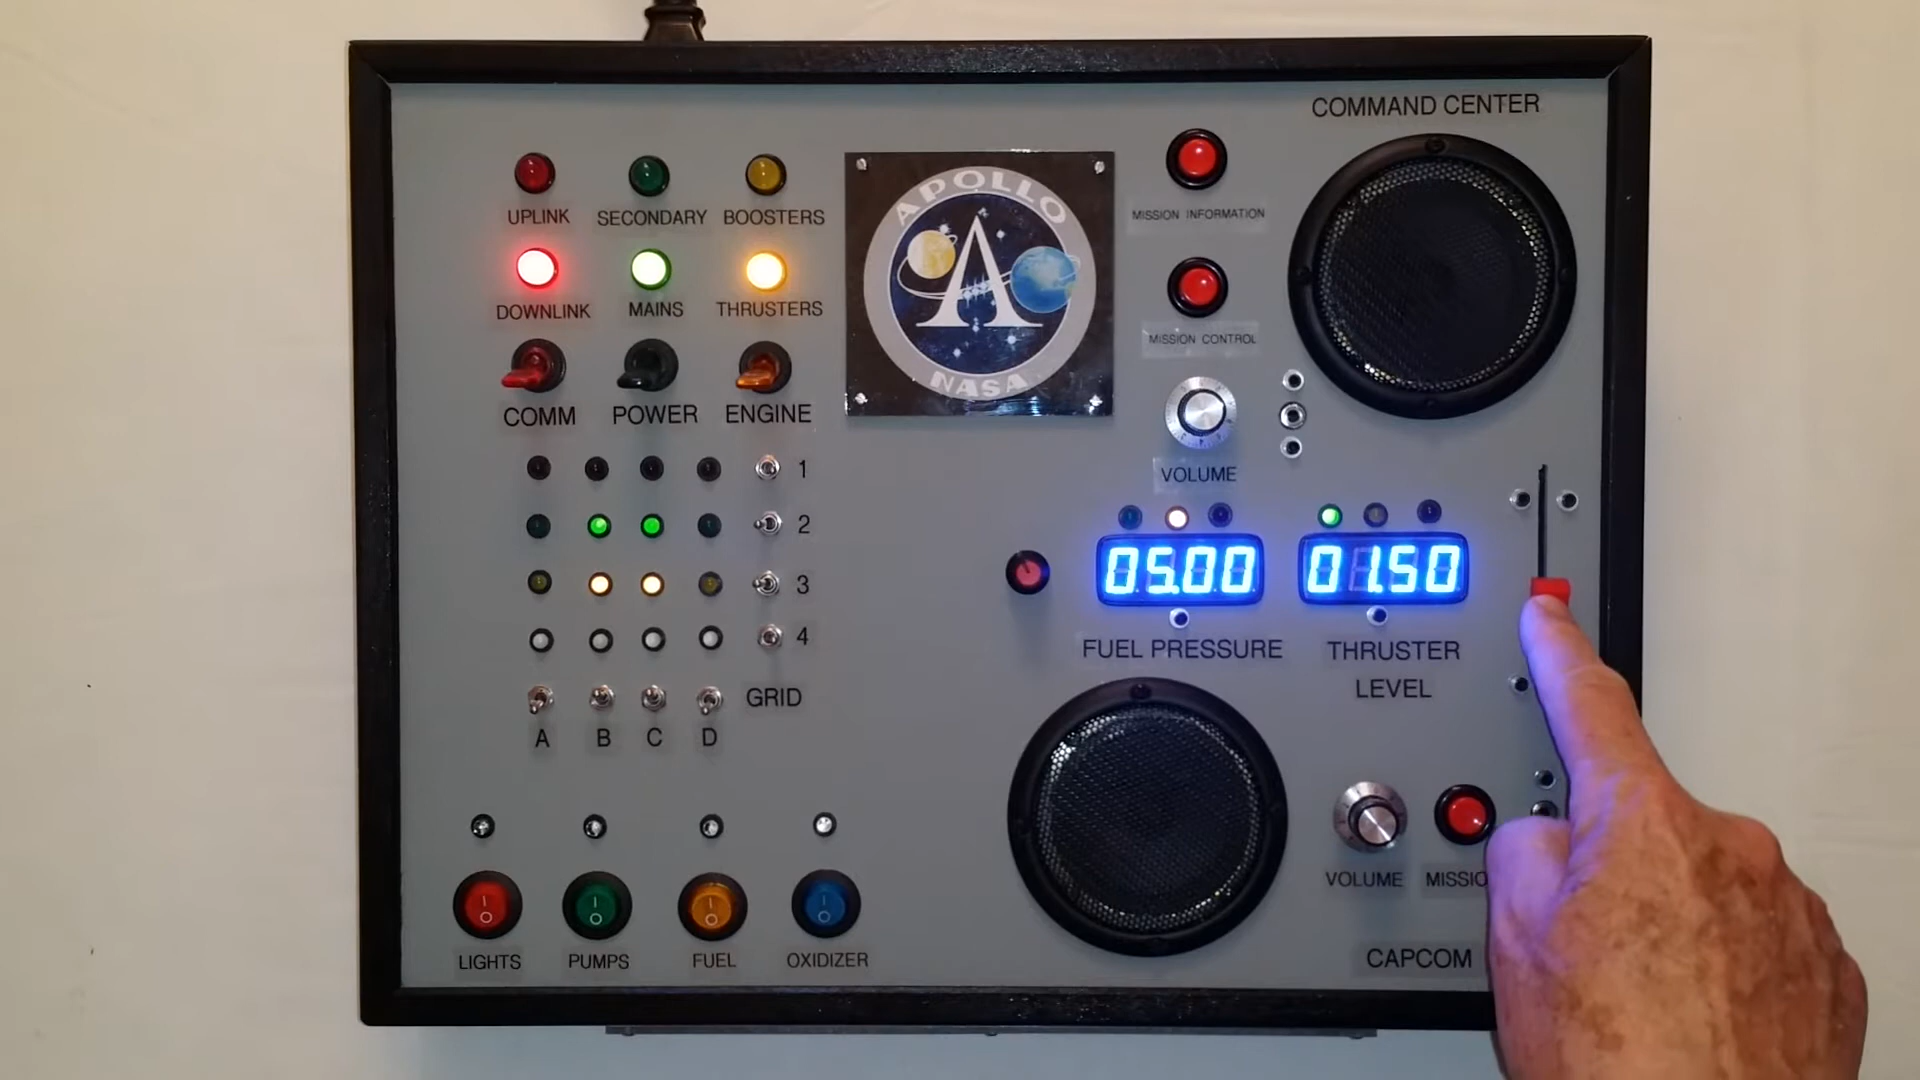 COMMAND CENTER
UPLINK SECONDARY BOOSTERS
DOWNLINK MAINS THRUSTERS
COMM POWER ENGINE
APOLLO
A
NASA
MISSION INFORMATION
MISSION CONTROL
VOLUME
1
2
3
4
GRID
A B C D
05.00 01.50
FUEL PRESSURE
THRUSTER
LEVEL
LIGHTS PUMPS FUEL OXIDIZER
VOLUME MISSIO
CAPCOM